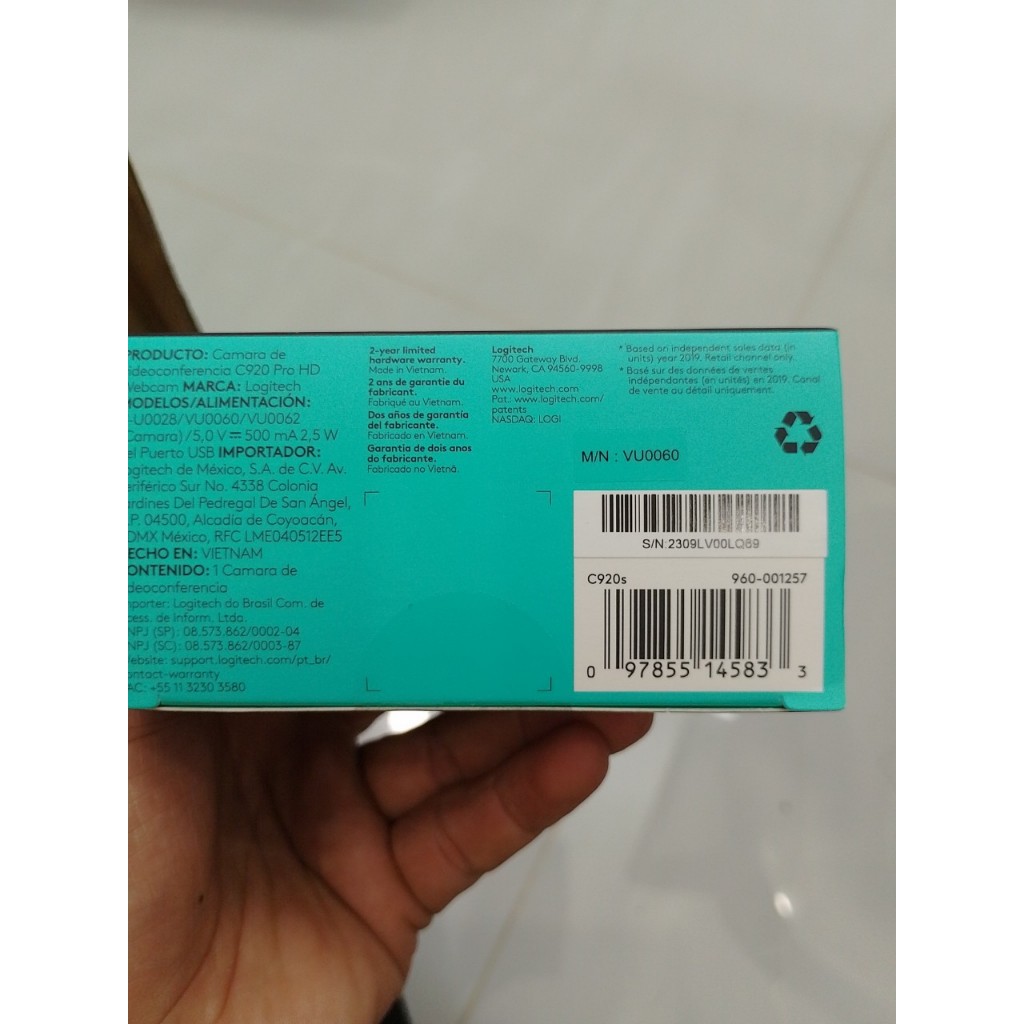 PRODUCTO: Camara de
ideoconferencia C920 Pro HD
Webcam MARCA: Logitech
MODELOS/ALIMENTACIÓN:
-U0028/VU0060/VU0062
Camara)/5,0 V⎓500 mA 2,5 W
el Puerto USB IMPORTADOR:
ogitech de México, S.A. de C.V. Av.
eriférico Sur No. 4338 Colonia
ardines Del Pedregal De San Ángel,
.P. 04500, Alcadía de Coyoacán,
DMX México, RFC LME040512EE5
ECHO EN: VIETNAM
ONTENIDO: 1 Camara de
deoconferencia
mporter: Logitech do Brasil Com. de
cess. de Inform. Ltda.
NPJ (SP): 08.573.862/0002-04
NPJ (SC): 08.573.862/0003-87
Website: support.logitech.com/pt_br/
ontact-warranty
AC: +55 11 3230 3580
2-year limited
hardware warranty.
Made in Vietnam.
2 ans de garantie du
fabricant.
Fabriqué au Vietnam.
Dos años de garantía
del fabricante.
Fabricado en Vietnam.
Garantia de dois anos
do fabricante.
Fabricado no Vietnã.
Logitech
7700 Gateway Blvd.
Newark, CA 94560-9998
USA
www.logitech.com
Pat.: www.logitech.com/
patents
NASDAQ: LOGI
* Based on independent sales data (in
units) year 2019. Retail channel only.
* Basé sur des données de ventes
indépendantes (en unités) en 2019. Canal
de vente au détail uniquement.
M/N : VU0060
S/N:2309LV00LQ89
C920s 960-001257
0 97855 14583 3